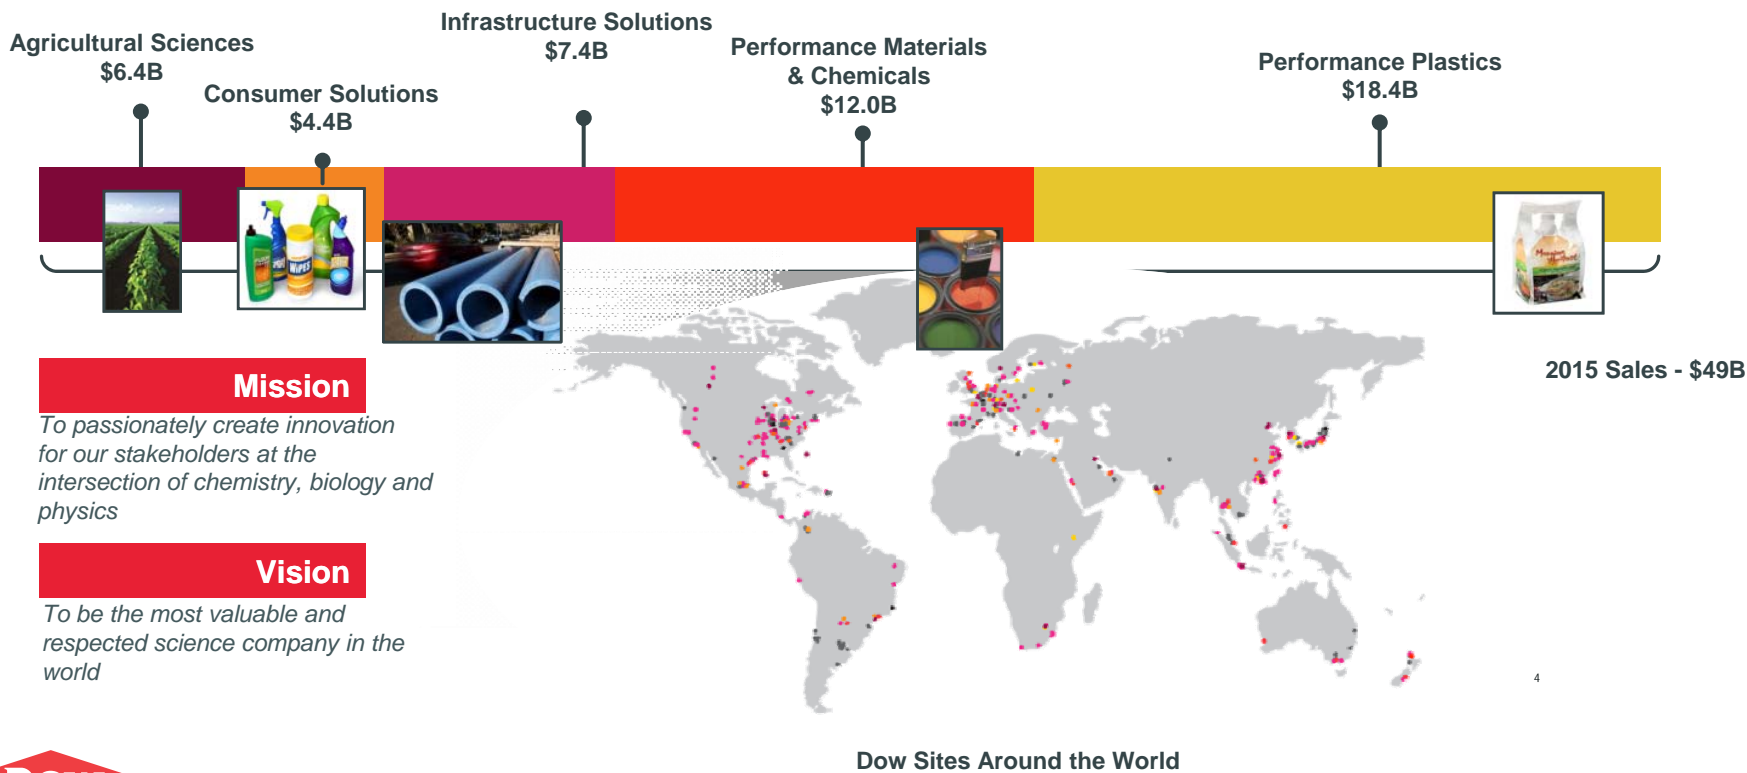 Agricultural Sciences
$6.4B
Consumer Solutions
$4.4B
Infrastructure Solutions
$7.4B
Performance Materials
& Chemicals
$12.0B
Performance Plastics
$18.4B
WiPES
2015 Sales - $49B
Mission
To passionately create innovation
for our stakeholders at the
intersection of chemistry, biology and
physics
Vision
To be the most valuable and
respected science company in the
world
4
Dow Sites Around the World